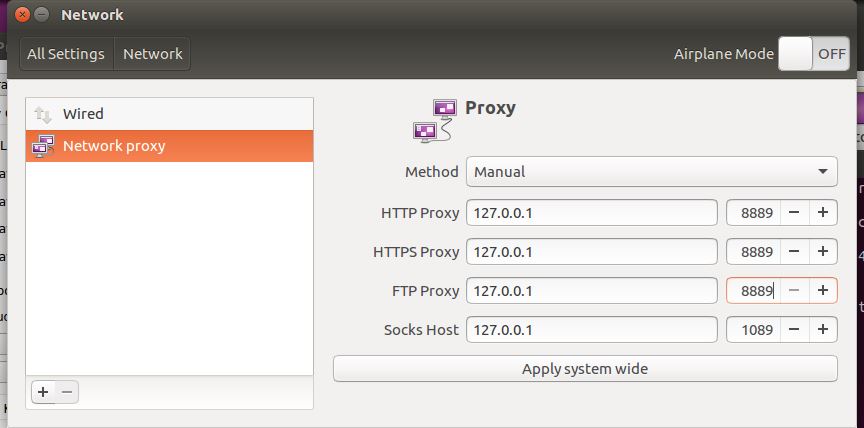 Network
All Settings Network Airplane Mode OFF
Wired
Network proxy
Proxy
Method Manual
HTTP Proxy 127.0.0.1 8889 − +
HTTPS Proxy 127.0.0.1 8889 − +
FTP Proxy 127.0.0.1 8889 − +
Socks Host 127.0.0.1 1089 − +
Apply system wide
+ −